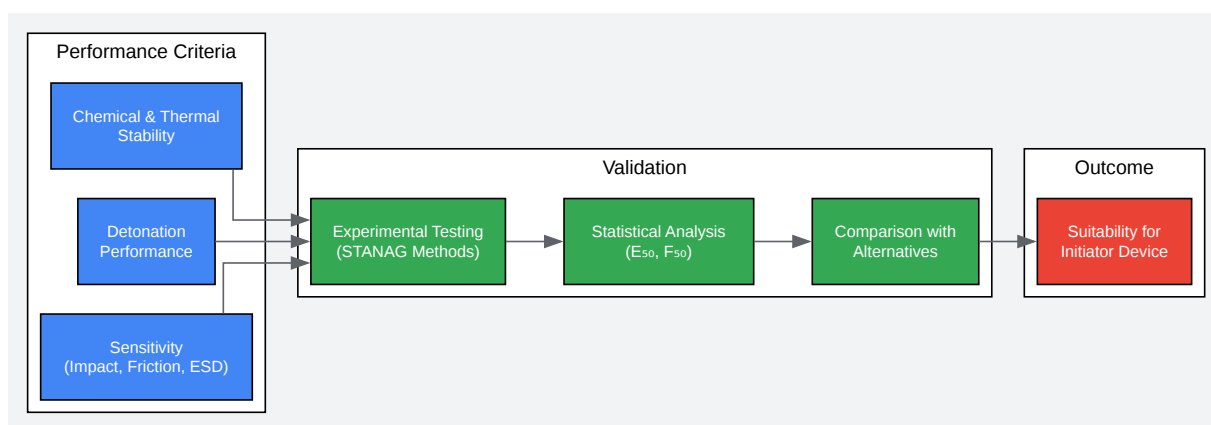 Performance Criteria
Chemical & Thermal
Stability
Detonation
Performance
Sensitivity
(Impact, Friction, ESD)
Validation
Experimental Testing
(STANAG Methods)
Statistical Analysis
(E₅₀, F₅₀)
Comparison with
Alternatives
Outcome
Suitability for
Initiator Device